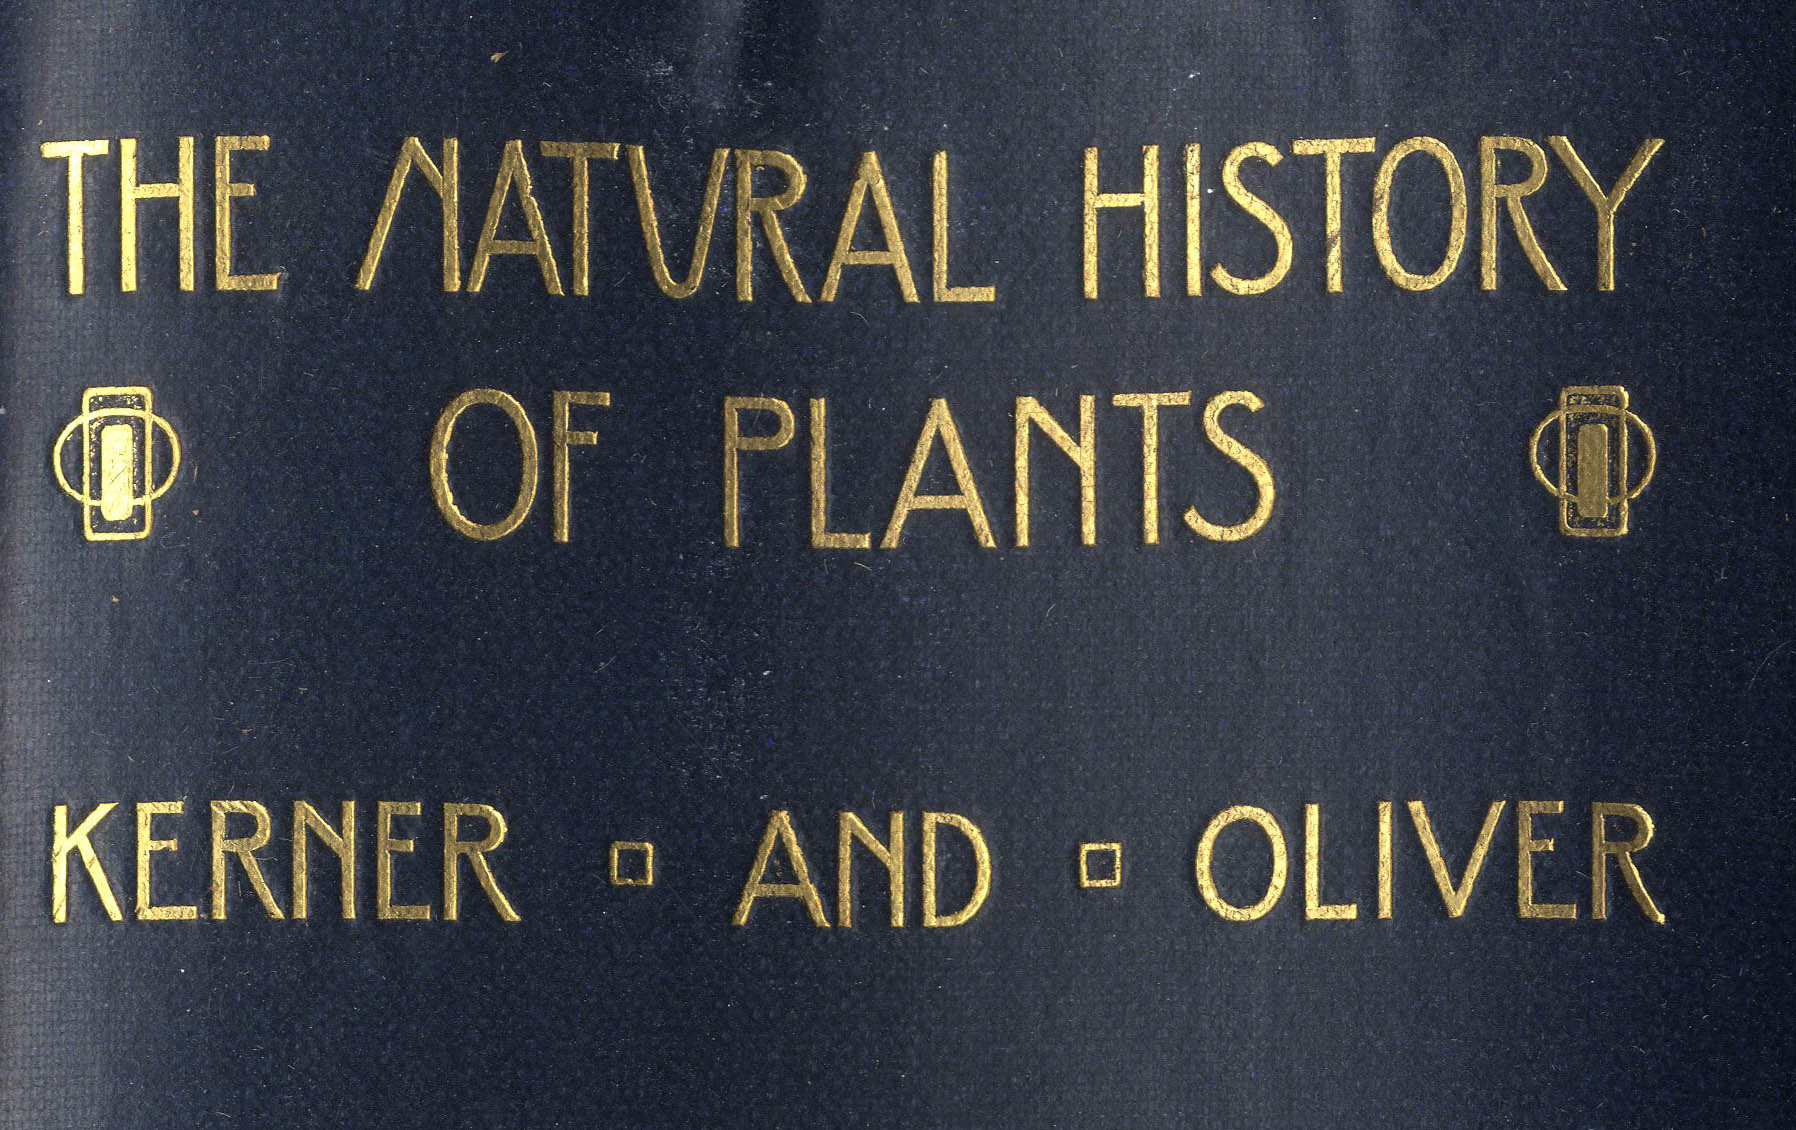 THE NATURAL HISTORY
OF PLANTS
KERNER AND OLIVER